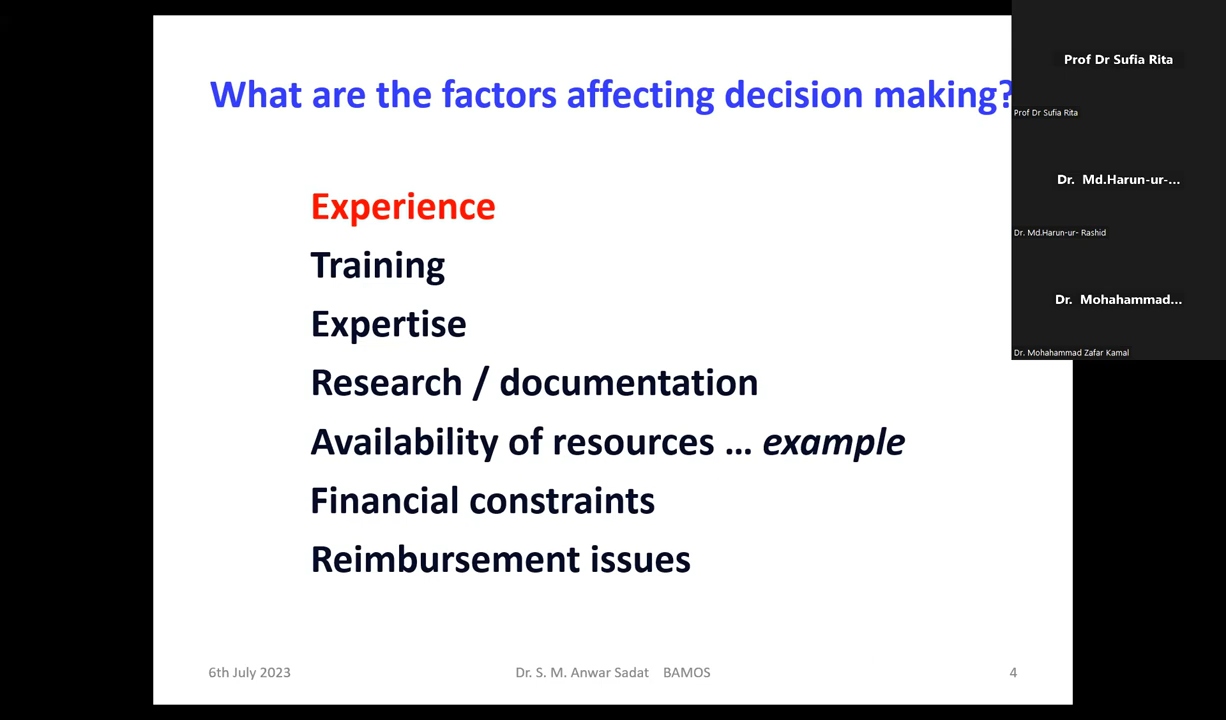 What are the factors affecting decision making?
Experience
Training
Expertise
Research / documentation
Availability of resources ... example
Financial constraints
Reimbursement issues
6th July 2023
Dr. S. M. Anwar Sadat BAMOS
4
Prof Dr Sufia Rita
Prof Dr Sufia Rita
Dr. Md.Harun-ur-...
Dr. Md.Harun-ur- Rashid
Dr. Mohahammad...
Dr. Mohahammad Zafar Kamal